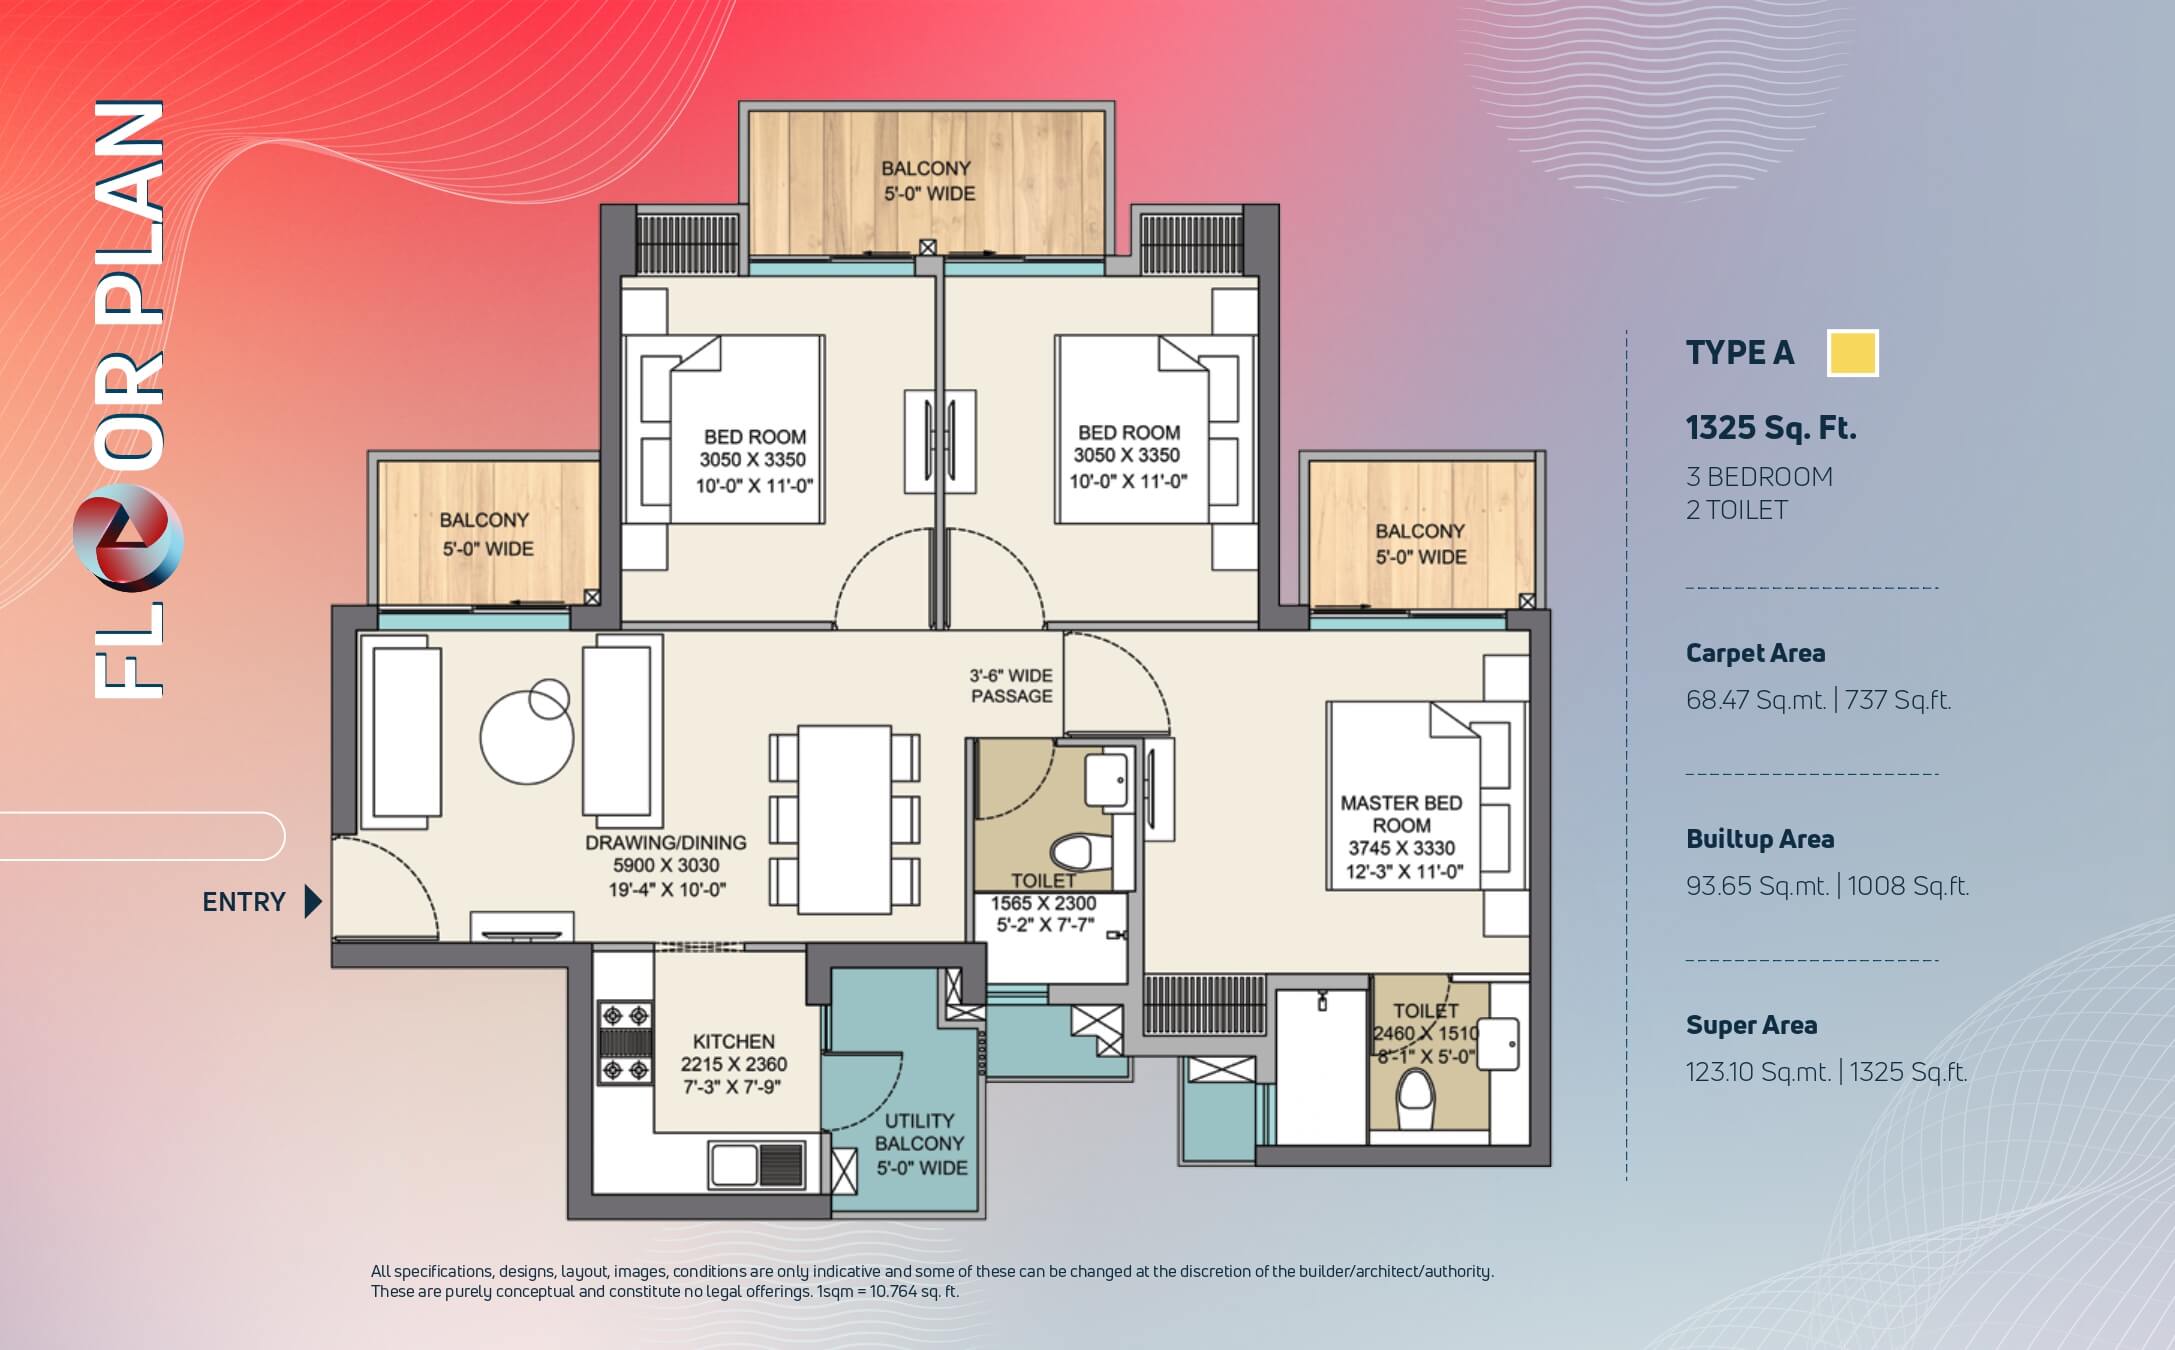 FLOOR PLAN
BALCONY
5'-0" WIDE
BED ROOM
3050 X 3350
10'-0" X 11'-0"
BED ROOM
3050 X 3350
10'-0" X 11'-0"
BALCONY
5'-0" WIDE
BALCONY
5'-0" WIDE
3'-6" WIDE
PASSAGE
DRAWING/DINING
5900 X 3030
19'-4" X 10'-0"
MASTER BED
ROOM
3745 X 3330
12'-3" X 11'-0"
TOILET
1565 X 2300
5'-2" X 7'-7"
ENTRY
KITCHEN
2215 X 2360
7'-3" X 7'-9"
UTILITY
BALCONY
5'-0" WIDE
TOILET
2460 X 1510
8'-1" X 5'-0"
TYPE A
1325 Sq. Ft.
3 BEDROOM
2 TOILET
Carpet Area
68.47 Sq.mt. | 737 Sq.ft.
Builtup Area
93.65 Sq.mt. | 1008 Sq.ft.
Super Area
123.10 Sq.mt. | 1325 Sq.ft.
All specifications, designs, layout, images, conditions are only indicative and some of these can be changed at the discretion of the builder/architect/authority.
These are purely conceptual and constitute no legal offerings. 1sqm = 10.764 sq. ft.